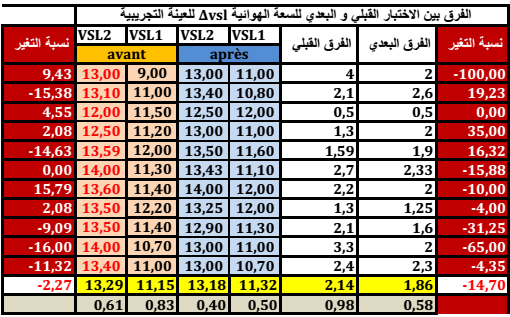 الفرق بين الاختبار القبلي و البعدي للسعة الهوائية Δvsl للعينة التجريبية
نسبة التغير VSL2 VSL1 VSL2 VSL1 الفرق القبلي الفرق البعدي نسبة التغير
avant après
9,43 13,00 9,00 13,00 11,00 4 2 -100,00
-15,38 13,10 11,00 13,40 10,80 2,1 2,6 19,23
4,55 12,00 11,50 12,50 12,00 0,5 0,5 0,00
2,08 12,50 11,20 13,00 11,00 1,3 2 35,00
-14,63 13,59 12,00 13,50 11,60 1,59 1,9 16,32
0,00 14,00 11,30 13,43 11,10 2,7 2,33 -15,88
15,79 13,60 11,40 14,00 12,00 2,2 2 -10,00
2,08 13,50 12,20 13,25 12,00 1,3 1,25 -4,00
-9,09 13,50 11,40 12,90 11,30 2,1 1,6 -31,25
-16,00 14,00 10,70 13,00 11,00 3,3 2 -65,00
-11,32 13,40 11,00 13,00 10,70 2,4 2,3 -4,35
-2,27 13,29 11,15 13,18 11,32 2,14 1,86 -14,70
0,61 0,83 0,40 0,50 0,98 0,58